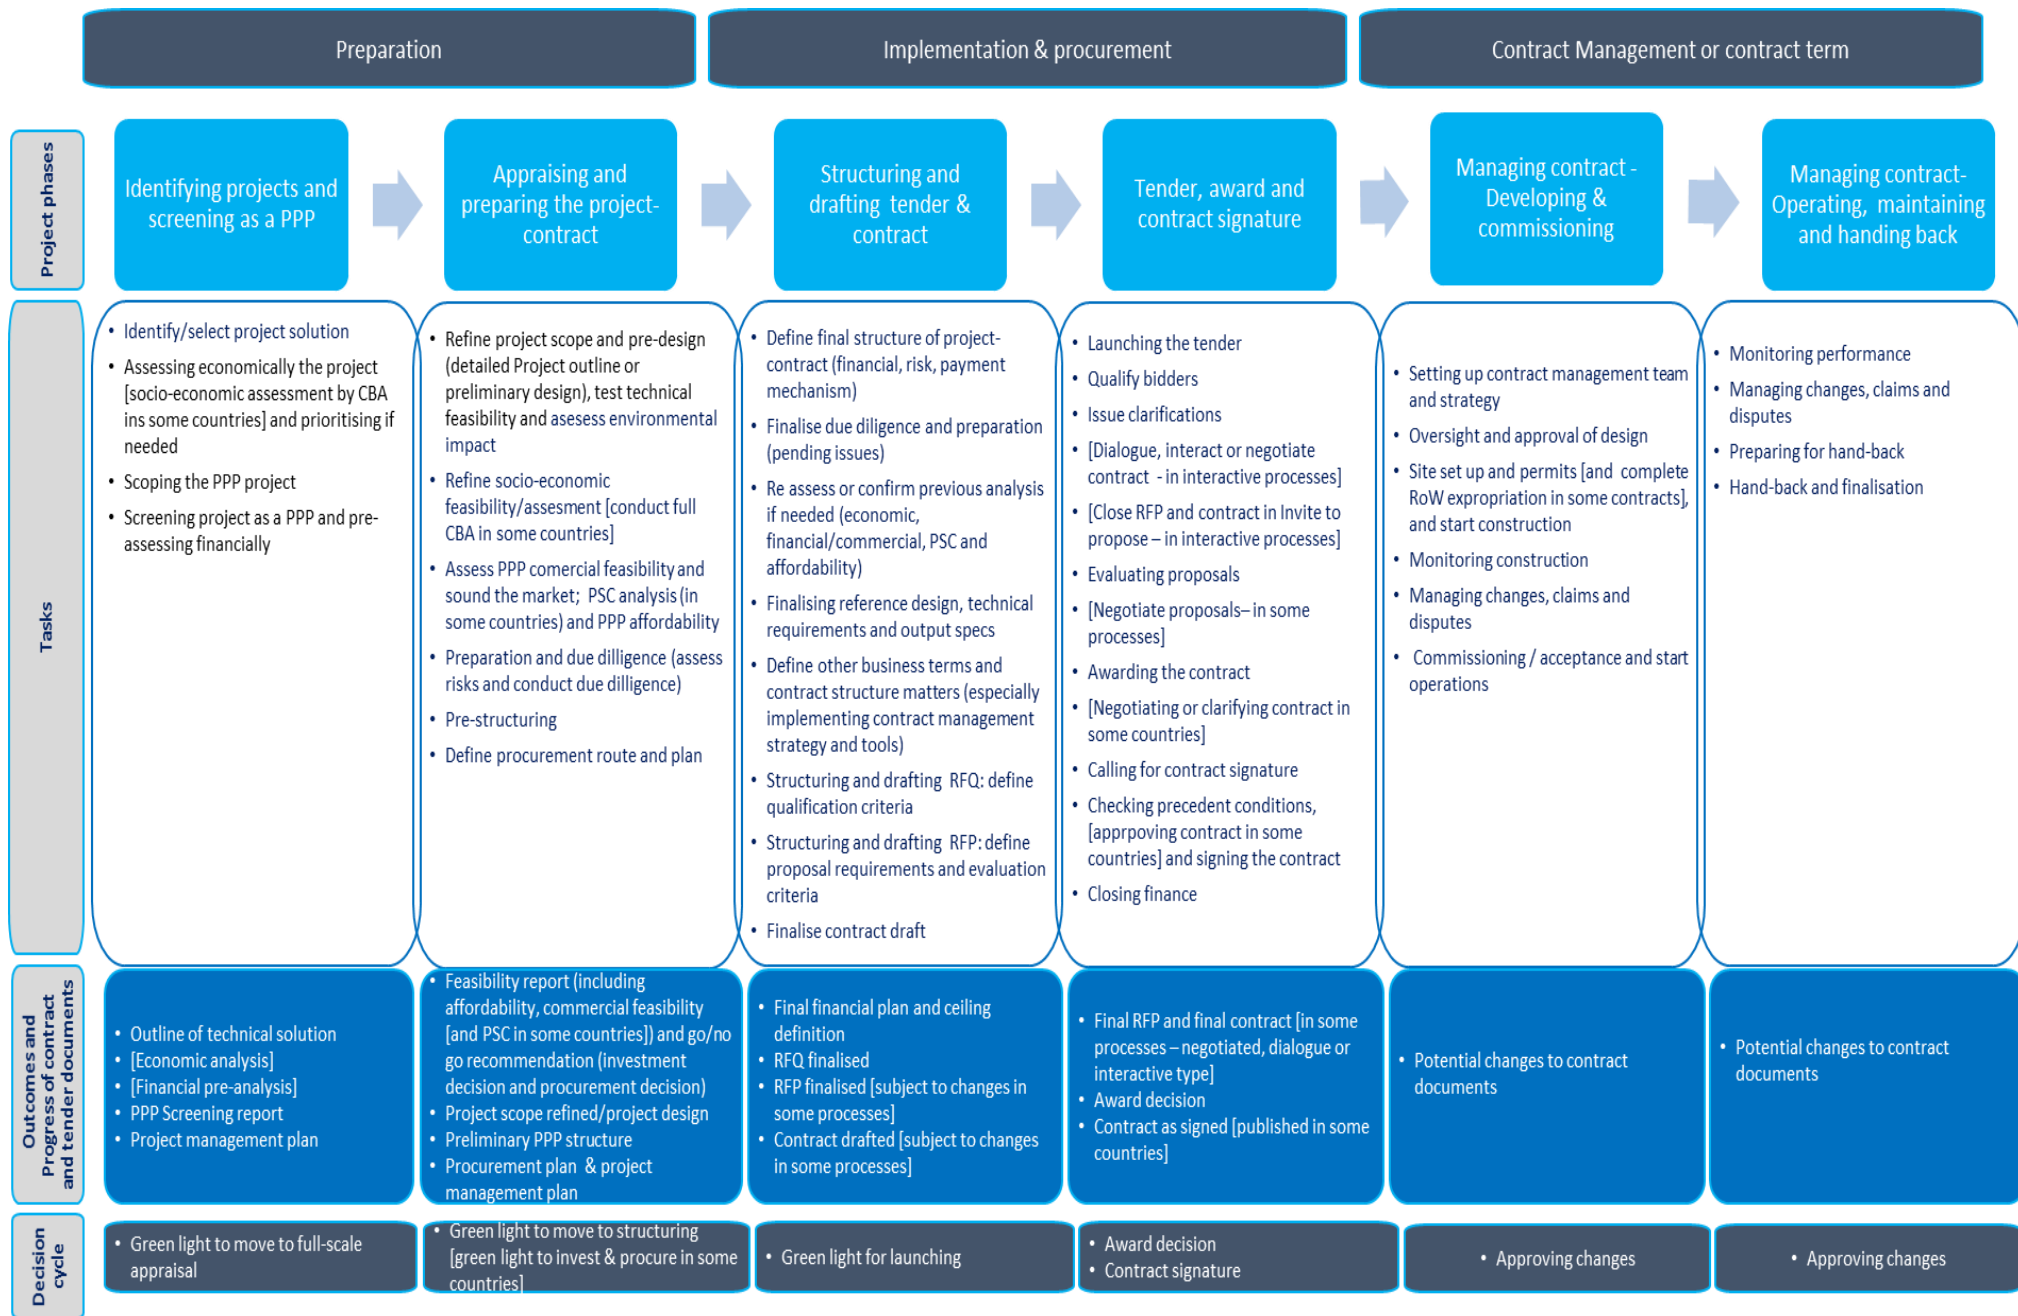 Preparation
Implementation & procurement
Contract Management or contract term
Project phases
Identifying projects and
screening as a PPP
Appraising and
preparing the project-
contract
Structuring and
drafting tender &
contract
Tender, award and
contract signature
Managing contract -
Developing &
commissioning
Managing contract-
Operating, maintaining
and handing back
Tasks
• Identify/select project solution
• Assessing economically the project
[socio-economic assessment by CBA
ins some countries] and prioritising if
needed
• Scoping the PPP project
• Screening project as a PPP and pre-
assessing financially
• Refine project scope and pre-design
(detailed Project outline or
preliminary design), test technical
feasibility and asesess environmental
impact
• Refine socio-economic
feasibility/assesment [conduct full
CBA in some countries]
• Assess PPP comercial feasibility and
sound the market; PSC analysis (in
some countries) and PPP affordability
• Preparation and due dilligence (assess
risks and conduct due dilligence)
• Pre-structuring
• Define procurement route and plan
• Define final structure of project-
contract (financial, risk, payment
mechanism)
• Finalise due diligence and preparation
(pending issues)
• Re assess or confirm previous analysis
if needed (economic,
financial/commercial, PSC and
affordability)
• Finalising reference design, technical
requirements and output specs
• Define other business terms and
contract structure matters (especially
implementing contract management
strategy and tools)
• Structuring and drafting RFQ: define
qualification criteria
• Structuring and drafting RFP: define
proposal requirements and evaluation
criteria
• Finalise contract draft
• Launching the tender
• Qualify bidders
• Issue clarifications
• [Dialogue, interact or negotiate
contract - in interactive processes]
• [Close RFP and contract in Invite to
propose – in interactive processes]
• Evaluating proposals
• [Negotiate proposals– in some
processes]
• Awarding the contract
• [Negotiating or clarifying contract in
some countries]
• Calling for contract signature
• Checking precedent conditions,
[apprpoving contract in some
countries] and signing the contract
• Closing finance
• Setting up contract management team
and strategy
• Oversight and approval of design
• Site set up and permits [and complete
RoW expropriation in some contracts],
and start construction
• Monitoring construction
• Managing changes, claims and
disputes
• Commissioning / acceptance and start
operations
• Monitoring performance
• Managing changes, claims and
disputes
• Preparing for hand-back
• Hand-back and finalisation
Outcomes and
Progress of contract
and tender documents
• Outline of technical solution
• [Economic analysis]
• [Financial pre-analysis]
• PPP Screening report
• Project management plan
• Feasibility report (including
affordability, commercial feasibility
[and PSC in some countries]) and go/no
go recommendation (investment
decision and procurement decision)
• Project scope refined/project design
• Preliminary PPP structure
• Procurement plan & project
management plan
• Final financial plan and ceiling
definition
• RFQ finalised
• RFP finalised [subject to changes in
some processes]
• Contract drafted [subject to changes
in some processes]
• Final RFP and final contract [in some
processes – negotiated, dialogue or
interactive type]
• Award decision
• Contract as signed [published in some
countries]
• Potential changes to contract
documents
• Potential changes to contract
documents
Decision
cycle
• Green light to move to full-scale
appraisal
• Green light to move to structuring
[green light to invest & procure in some
countries]
• Green light for launching
• Award decision
• Contract signature
• Approving changes
• Approving changes